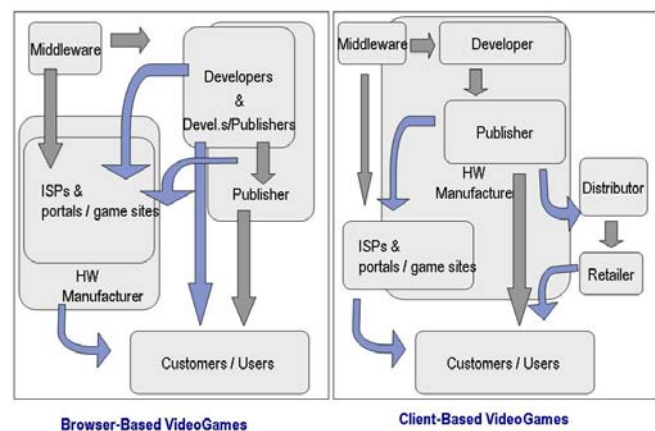 Middleware
Developers
&
Devel.s/Publishers
Publisher
ISPs &
portals / game sites
HW
Manufacturer
Customers / Users
Browser-Based VideoGames
Middleware
Developer
Publisher
HW
Manufacturer
Distributor
ISPs &
portals / game sites
Retailer
Customers / Users
Client-Based VideoGames